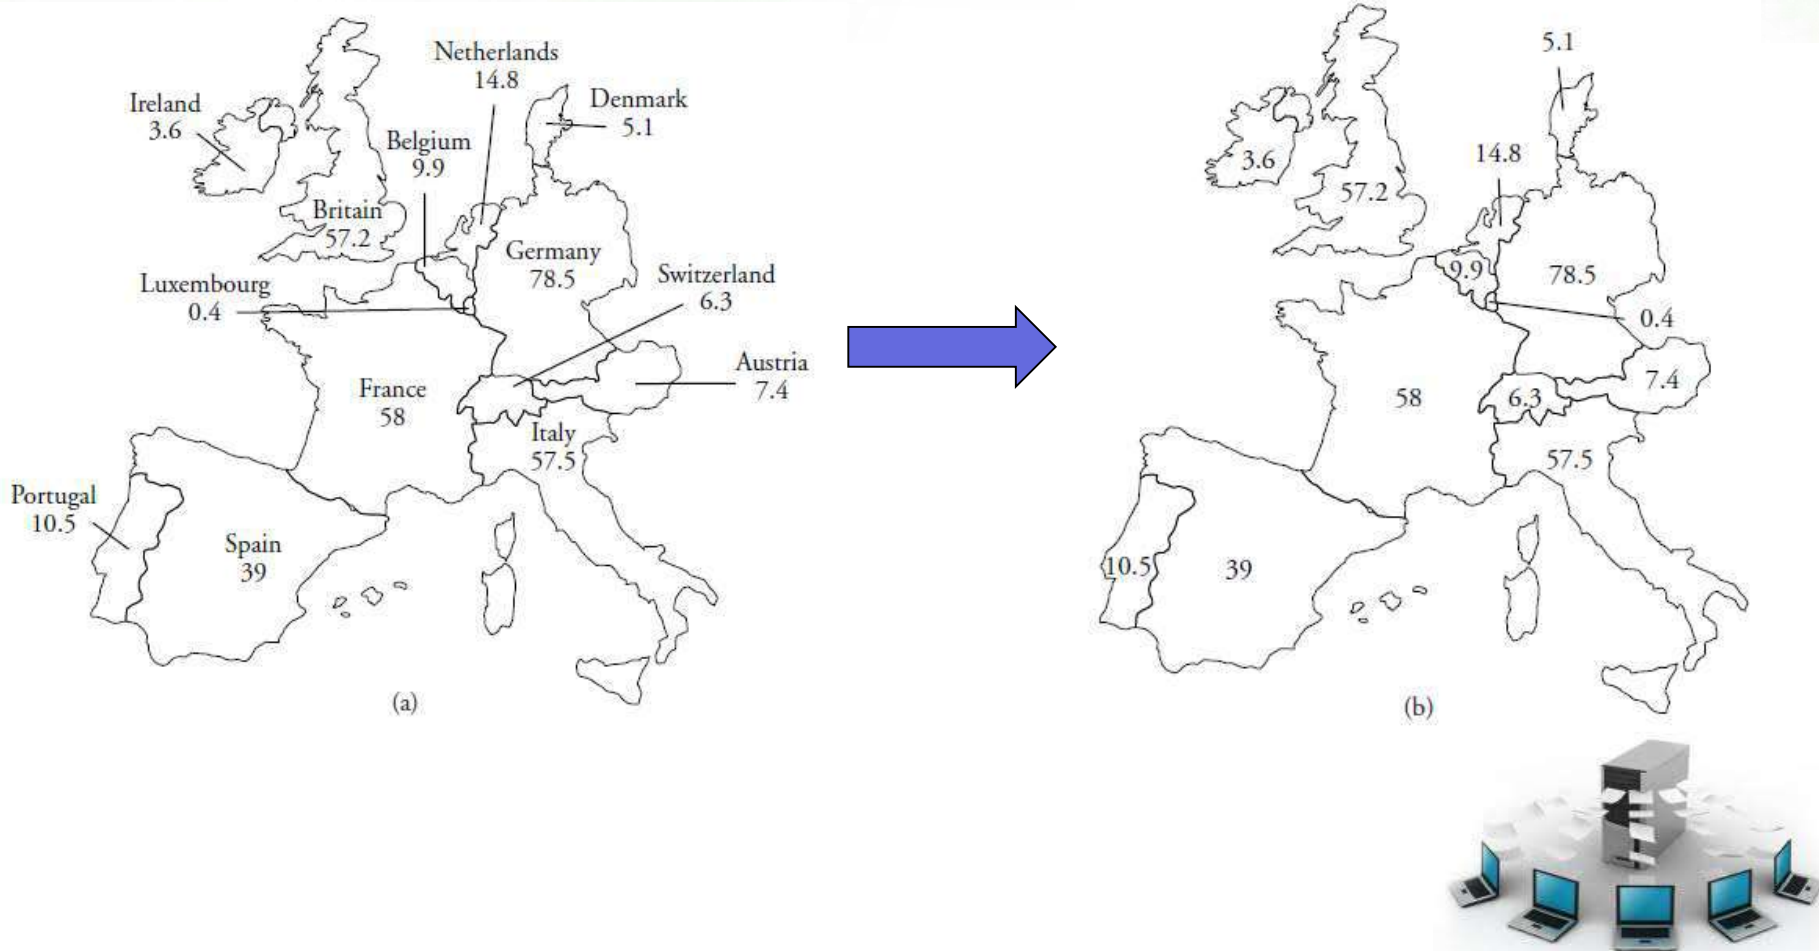 Netherlands
14.8
Ireland
3.6
Denmark
5.1
Belgium
9.9
Britain
57.2
Germany
78.5
Switzerland
6.3
Luxembourg
0.4
Austria
7.4
France
58
Italy
57.5
Portugal
10.5
Spain
39
(a)
5.1
14.8
3.6
57.2
9.9
78.5
0.4
7.4
6.3
58
57.5
10.5
39
(b)